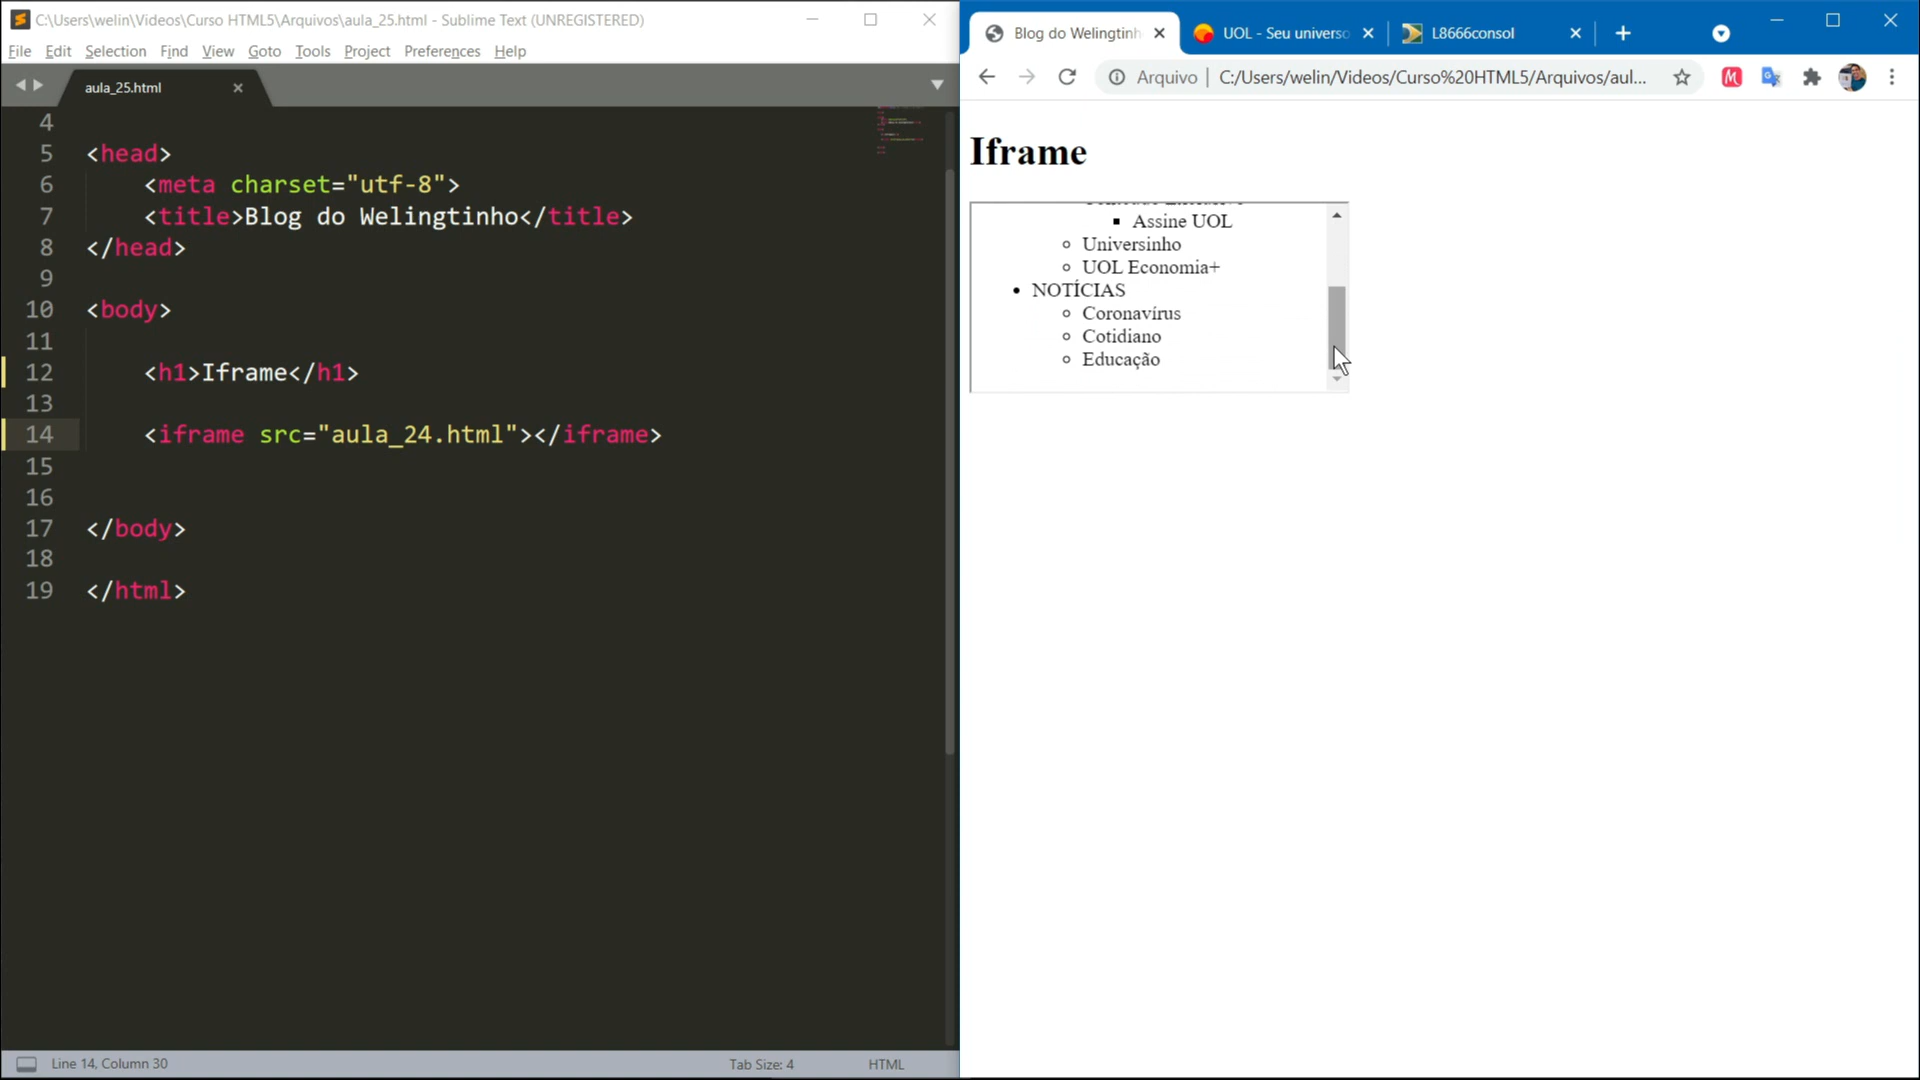 C:\Users\welin\Videos\Curso HTML5\Arquivos\aula_25.html - Sublime Text (UNREGISTERED)
File Edit Selection Find View Goto Tools Project Preferences Help
aula_25.html
4
5 <head>
6 <meta charset="utf-8">
7 <title>Blog do Welingtinho</title>
8 </head>
9
10 <body>
11
12 <h1>Iframe</h1>
13
14 <iframe src="aula_24.html"></iframe>
15
16
17 </body>
18
19 </html>
Line 14, Column 30 Tab Size: 4 HTML
Blog do Welingtinh UOL - Seu universo L8666consol
Arquivo | C:/Users/welin/Videos/Curso%20HTML5/Arquivos/aul...
Iframe
Assine UOL
Universinho
UOL Economia+
NOTÍCIAS
Coronavírus
Cotidiano
Educação